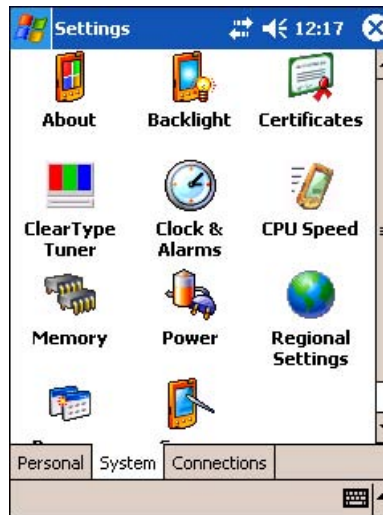 Settings 12:17
About Backlight Certificates
ClearType Clock & CPU Speed
Tuner Alarms
Memory Power Regional
Settings
Personal System Connections